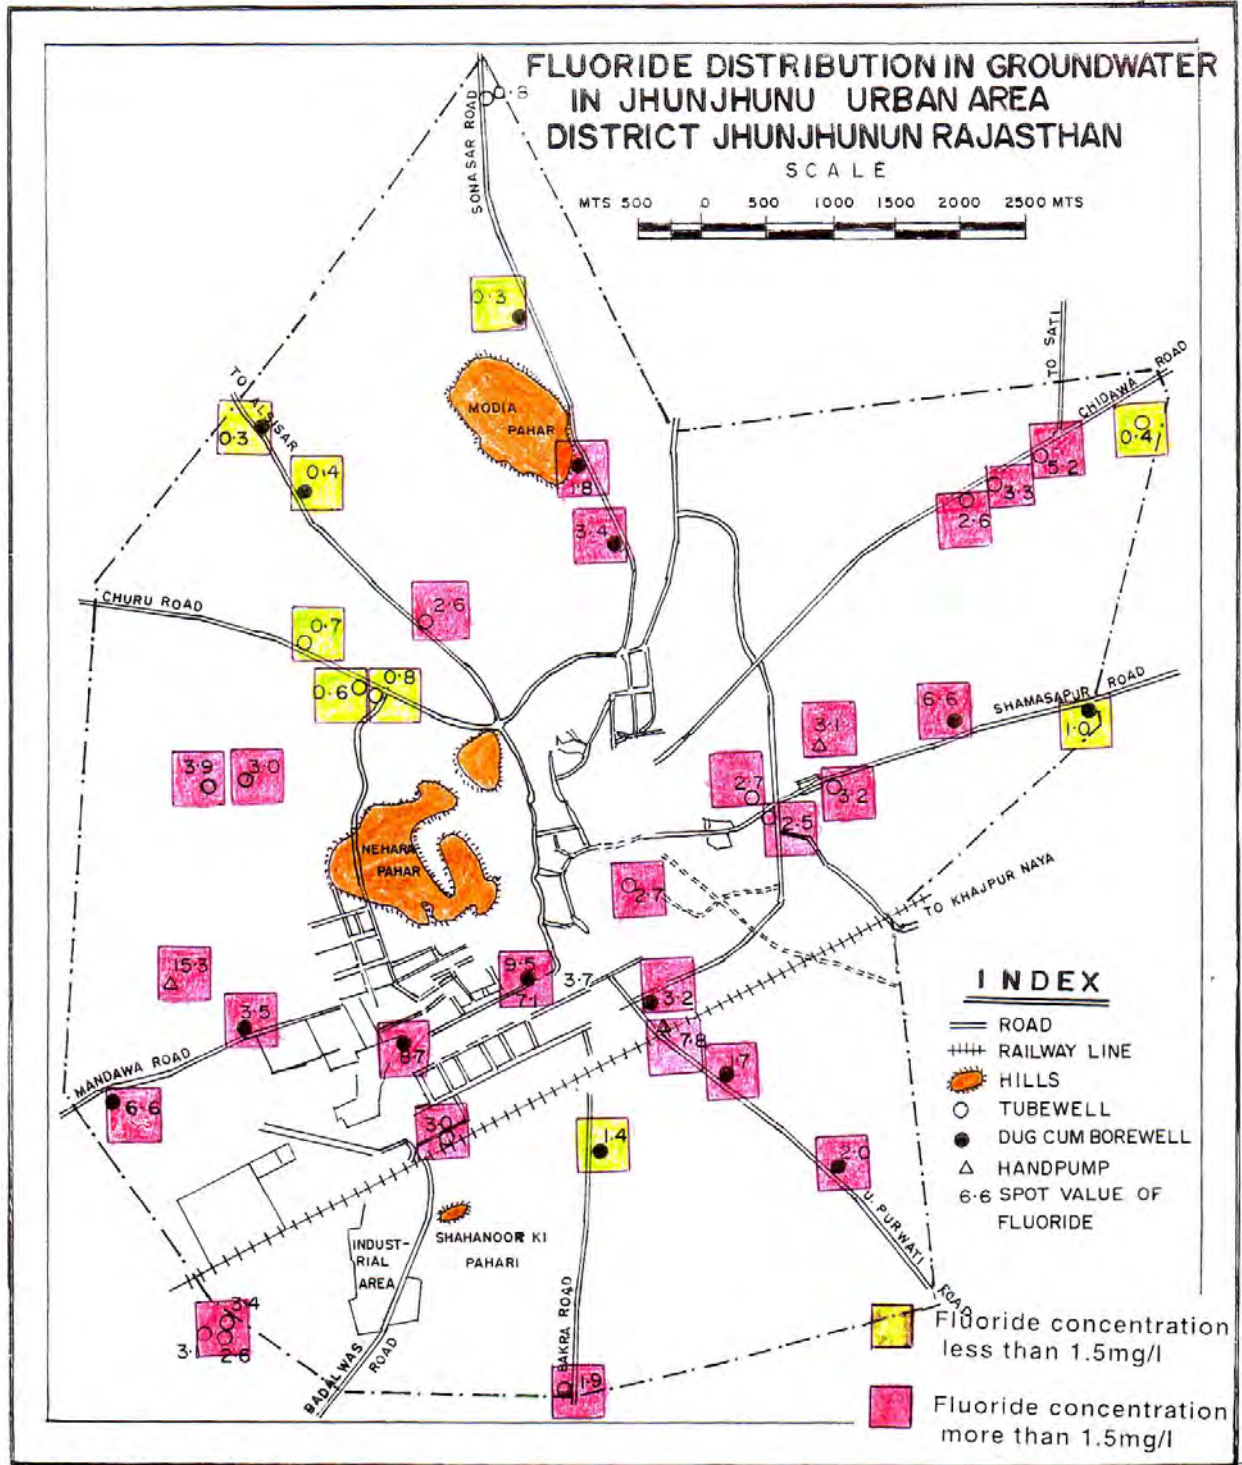 FLUORIDE DISTRIBUTION IN GROUNDWATER
IN JHUNJHUNU URBAN AREA
DISTRICT JHUNJHUNUN RAJASTHAN
SCALE
MTS 500 0 500 1000 1500 2000 2500 MTS
SONASAR ROAD
0.8
0.3
TO SATI
CHIDAWA ROAD
TO ALSISAR
MODIA
PAHAR
0.3
0.4
0.4
5.2
3.3
2.6
1.8
3.4
CHURU ROAD
2.6
0.7
0.6
0.8
SHAMASAPUR ROAD
6.6
1.0
3.1
3.9
3.0
2.7
3.2
2.5
NEHARA
PAHAR
2.7
TO KHAJPUR NAYA
15.3
9.5
7.1
3.7
3.2
3.5
8.7
7.8
1.7
MANDAWA ROAD
6.6
3.0
1.4
2.0
U. PURWATI ROAD
SHAHANOOR KI
PAHARI
INDUST-
RIAL
AREA
3.4
3.1
2.6
BADALWAS ROAD
BAKRA ROAD
1.9
INDEX
ROAD
RAILWAY LINE
HILLS
TUBEWELL
DUG CUM BOREWELL
HANDPUMP
6.6 SPOT VALUE OF
FLUORIDE
Fluoride concentration
less than 1.5mg/l
Fluoride concentration
more than 1.5mg/l